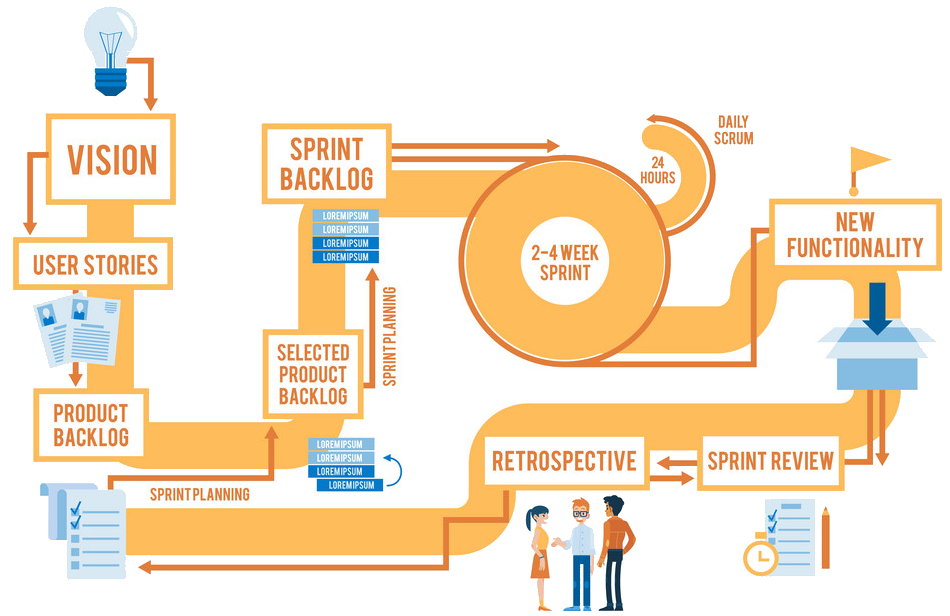 VISION
USER STORIES
PRODUCT
BACKLOG
SPRINT PLANNING
SELECTED
PRODUCT
BACKLOG
LOREMIPSUM
LOREMIPSUM
LOREMIPSUM
LOREMIPSUM
SPRINT PLANNING
SPRINT
BACKLOG
LOREMIPSUM
LOREMIPSUM
LOREMIPSUM
LOREMIPSUM
2-4 WEEK
SPRINT
24
HOURS
DAILY
SCRUM
NEW
FUNCTIONALITY
SPRINT REVIEW
RETROSPECTIVE